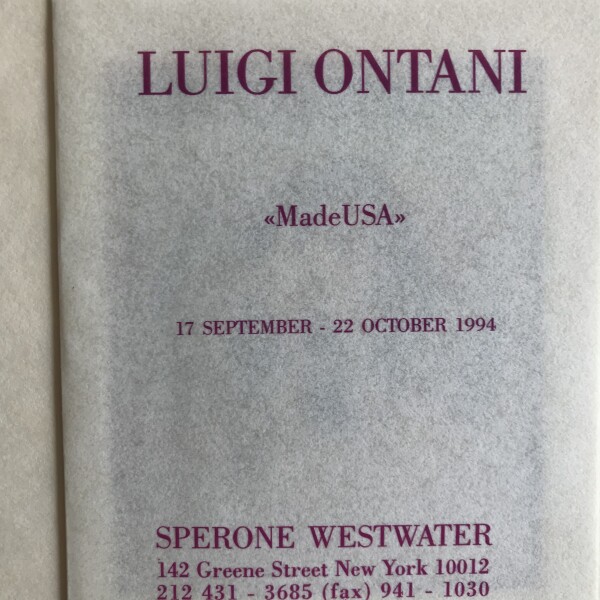 LUIGI ONTANI
«MadeUSA»
17 SEPTEMBER - 22 OCTOBER 1994
SPERONE WESTWATER
142 Greene Street New York 10012
212 431 - 3685 (fax) 941 - 1030